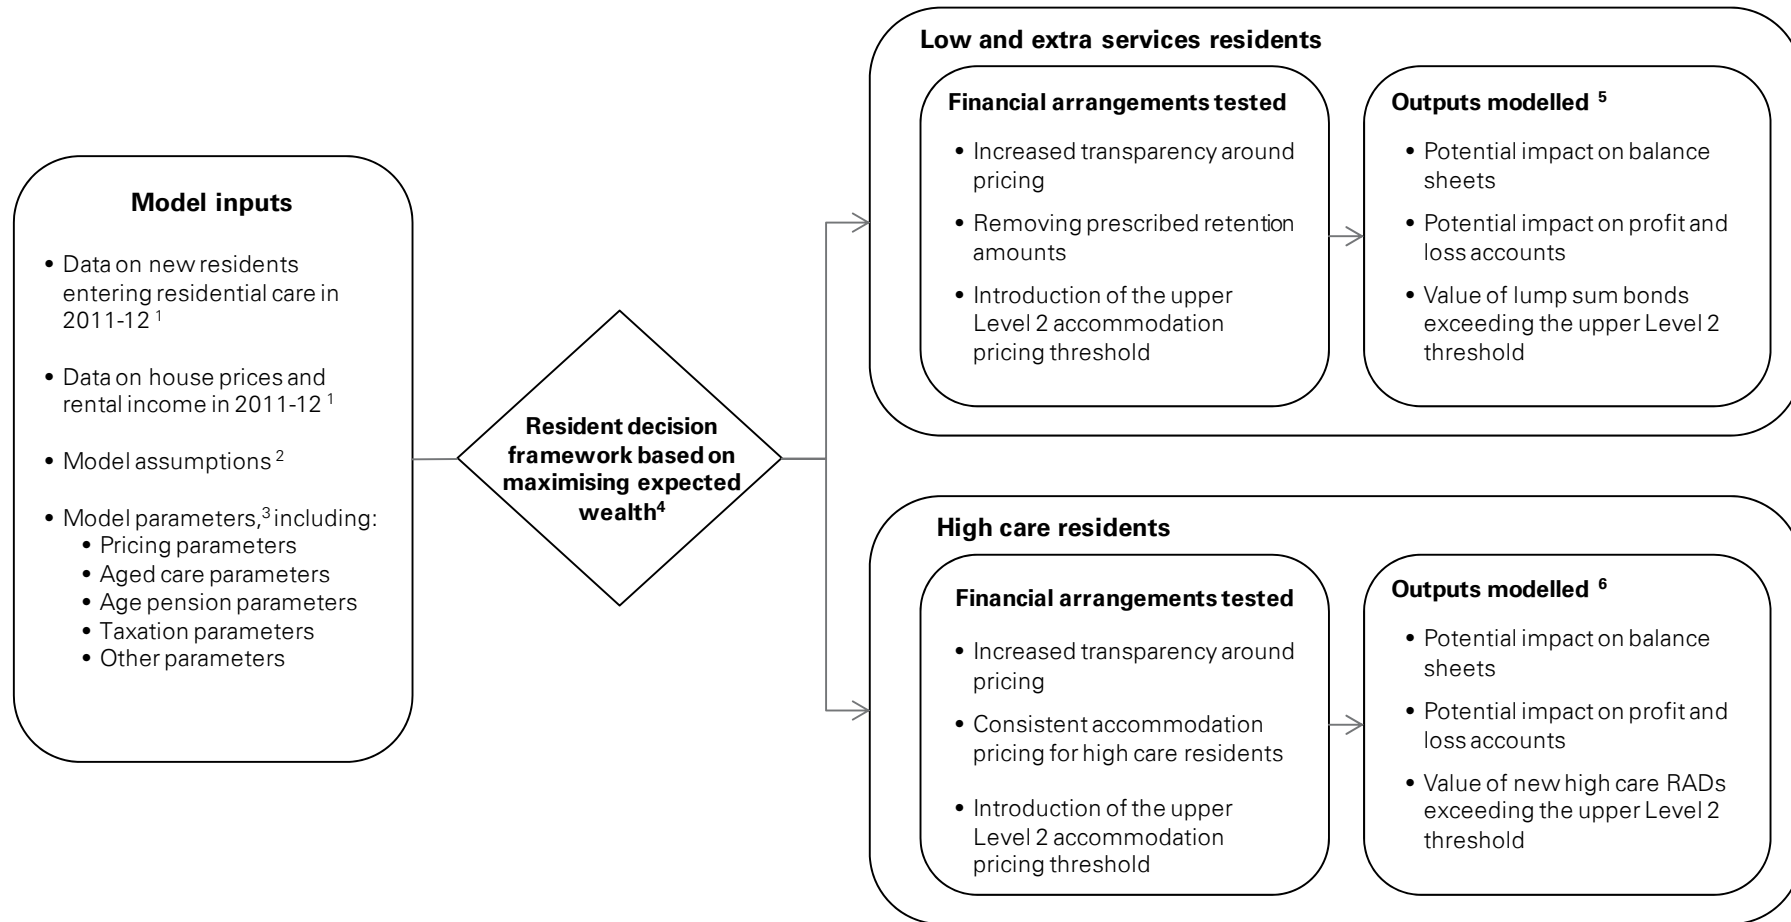 Model inputs
• Data on new residents
entering residential care in
2011-12 1
• Data on house prices and
rental income in 2011-12 1
• Model assumptions 2
• Model parameters,3 including:
• Pricing parameters
• Aged care parameters
• Age pension parameters
• Taxation parameters
• Other parameters
Resident decision
framework based on
maximising expected
wealth4
Low and extra services residents
Financial arrangements tested
• Increased transparency around
pricing
• Removing prescribed retention
amounts
• Introduction of the upper
Level 2 accommodation
pricing threshold
Outputs modelled 5
• Potential impact on balance
sheets
• Potential impact on profit and
loss accounts
• Value of lump sum bonds
exceeding the upper Level 2
threshold
High care residents
Financial arrangements tested
• Increased transparency around
pricing
• Consistent accommodation
pricing for high care residents
• Introduction of the upper
Level 2 accommodation
pricing threshold
Outputs modelled 6
• Potential impact on balance
sheets
• Potential impact on profit and
loss accounts
• Value of new high care RADs
exceeding the upper Level 2
threshold